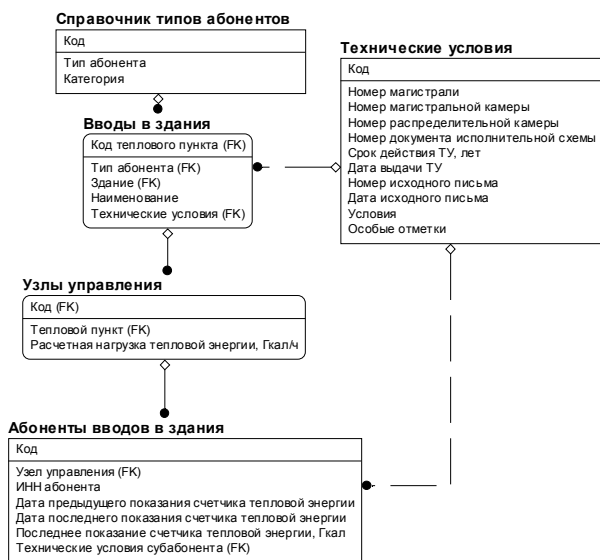 Справочник типов абонентов
Код
Тип абонента
Категория
Вводы в здания
Код теплового пункта (FK)
Тип абонента (FK)
Здание (FK)
Наименование
Технические условия (FK)
Технические условия
Код
Номер магистрали
Номер магистральной камеры
Номер распределительной камеры
Номер документа исполнительной схемы
Срок действия ТУ, лет
Дата выдачи ТУ
Номер исходного письма
Дата исходного письма
Условия
Особые отметки
Узлы управления
Код (FK)
Тепловой пункт (FK)
Расчетная нагрузка тепловой энергии, Гкал/ч
Абоненты вводов в здания
Код
Узел управления (FK)
ИНН абонента
Дата предыдущего показания счетчика тепловой энергии
Дата последнего показания счетчика тепловой энергии
Последнее показание счетчика тепловой энергии, Гкал
Технические условия субабонента (FK)